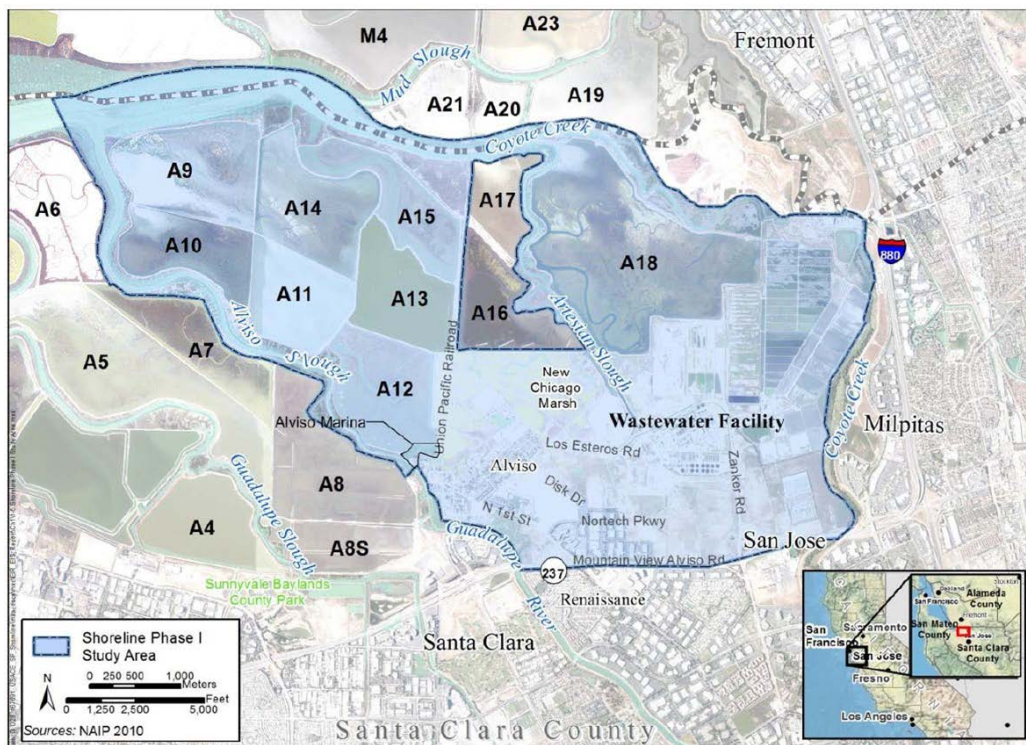 M4
A23
Fremont
Mud Slough
A21
A20
A19
Coyote Creek
A9
A14
A15
A17
A6
A10
A18
880
A11
A13
A16
Artesian Slough
Alviso Slough
A7
A5
Union Pacific Railroad
A12
New
Chicago
Marsh
Wastewater Facility
Coyote Creek
Milpitas
Alviso Marina
Los Esteros Rd
Alviso
Zanker Rd
Disk Dr
Guadalupe Slough
A8
N 1st St
Nortech Pkwy
A4
A8S
Guadalupe River
San Jose
Mountain View Alviso Rd
237
Sunnyvale Baylands
County Park
Renaissance
Santa Clara
Santa Clara County
Shoreline Phase I
Study Area
N
0 250 500 1,000
Meters
Feet
0 1,250 2,500 5,000
Sources: NAIP 2010
Sacramento
San
Francisco
San Jose
Fresno
Los Angeles
Stockton
Oakland
San Francisco
Alameda
County
Fremont
San Mateo
County
San Jose
Santa Clara
County